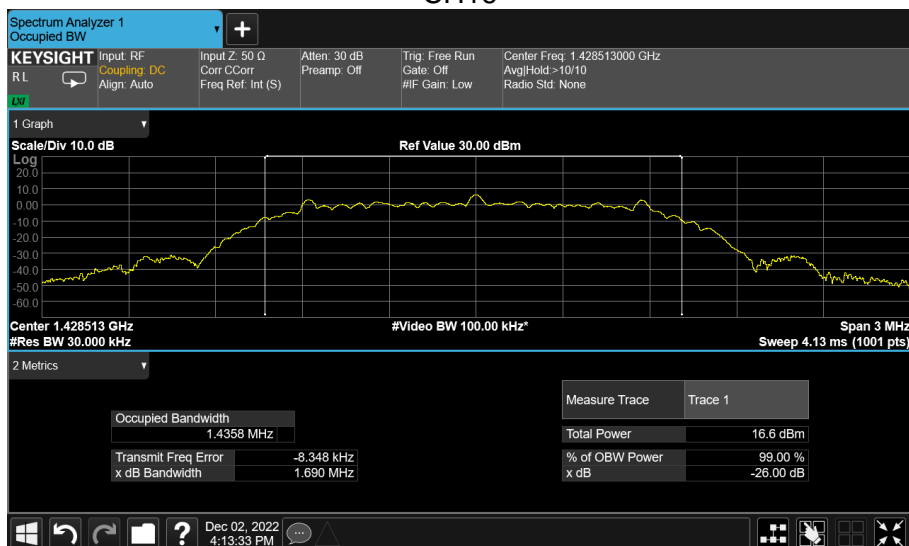 Spectrum Analyzer 1
Occupied BW
KEYSIGHT
R L
LXI
Input: RF
Coupling: DC
Align: Auto
Input Z: 50 Ω
Corr CCorr
Freq Ref: Int (S)
Atten: 30 dB
Preamp: Off
Trig: Free Run
Gate: Off
#IF Gain: Low
Center Freq: 1.428513000 GHz
Avg|Hold:>10/10
Radio Std: None
1 Graph
Scale/Div 10.0 dB
Ref Value 30.00 dBm
Log
20.0
10.0
0.00
-10.0
-20.0
-30.0
-40.0
-50.0
-60.0
Center 1.428513 GHz
#Video BW 100.00 kHz*
Span 3 MHz
#Res BW 30.000 kHz
Sweep 4.13 ms (1001 pts)
2 Metrics
Occupied Bandwidth
1.4358 MHz
Transmit Freq Error -8.348 kHz
x dB Bandwidth 1.690 MHz
Measure Trace Trace 1
Total Power 16.6 dBm
% of OBW Power 99.00 %
x dB -26.00 dB
?
Dec 02, 2022
4:13:33 PM